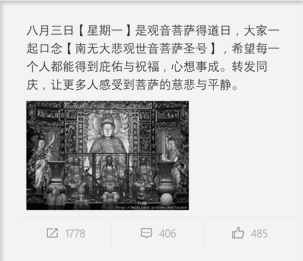 八月三日【星期一】是观音菩萨得道日，大家一
起口念【南无大悲观世音菩萨圣号】，希望每一
个人都能得到庇佑与祝福，心想事成。转发同
庆，让更多人感受到菩萨的慈悲与平静。
1778 406 485